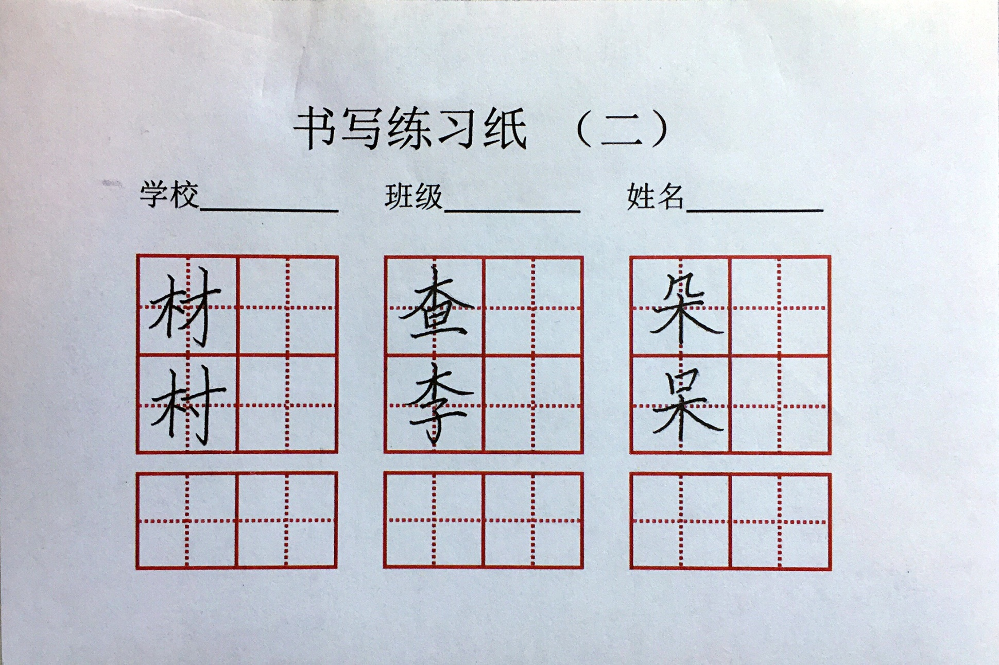 书写练习纸 （二）
学校 班级 姓名
材 查 朵
村 李 呆